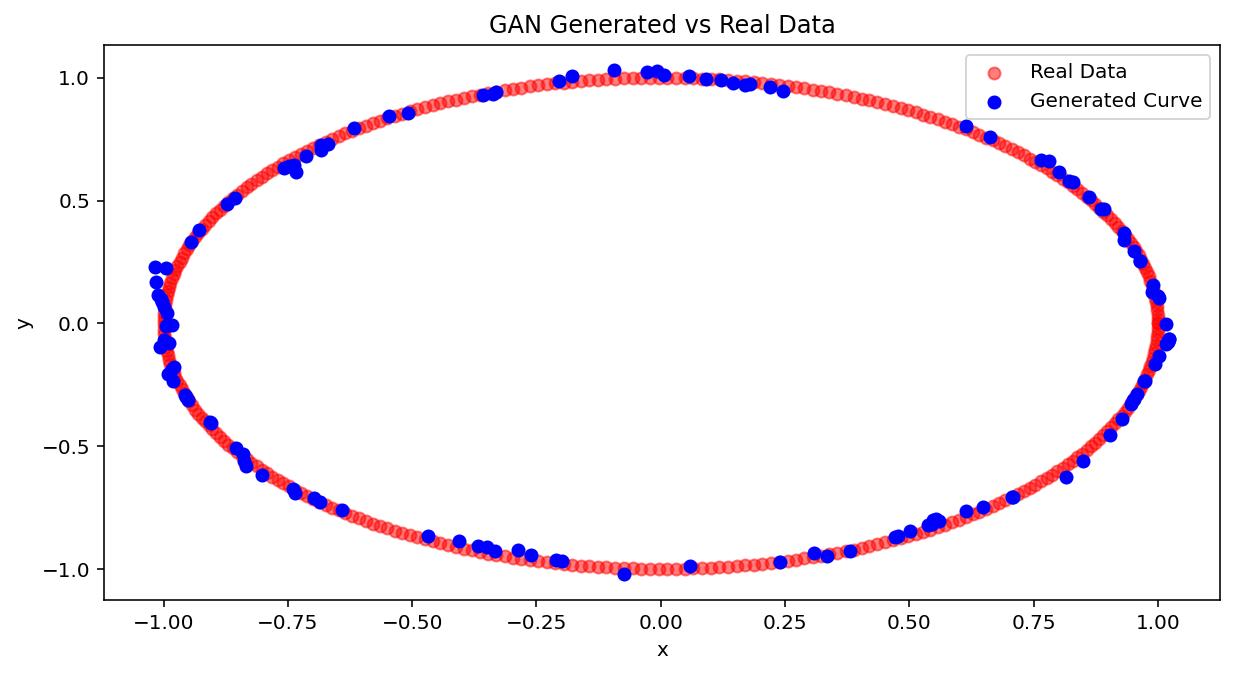 GAN Generated vs Real Data
Real Data
Generated Curve
1.0
0.5
0.0
−0.5
−1.0
y
−1.00 −0.75 −0.50 −0.25 0.00 0.25 0.50 0.75 1.00
x